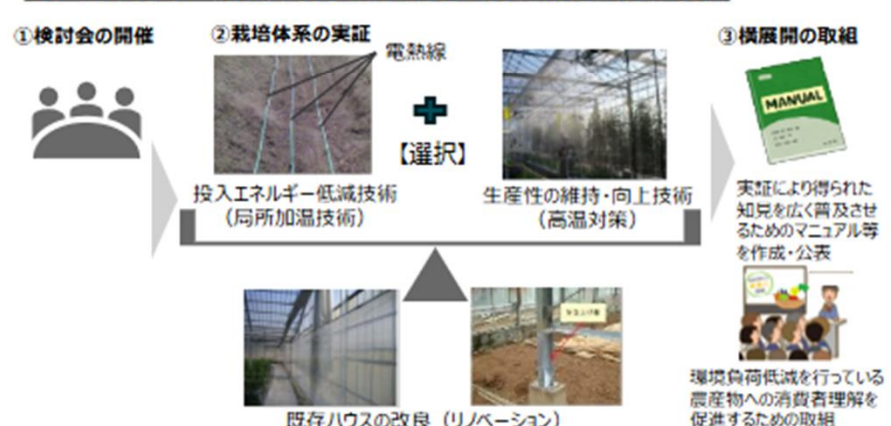 ①検討会の開催
②栽培体系の実証
電熱線
【選択】
投入エネルギー低減技術
（局所加温技術）
生産性の維持・向上技術
（高温対策）
既存ハウスの改良（リノベーション）
③横展開の取組
MANUAL
実証により得られた
知見を広く普及させ
るためのマニュアル等
を作成・公表
環境負荷低減を行っている
農産物への消費者理解を
促進するための取組